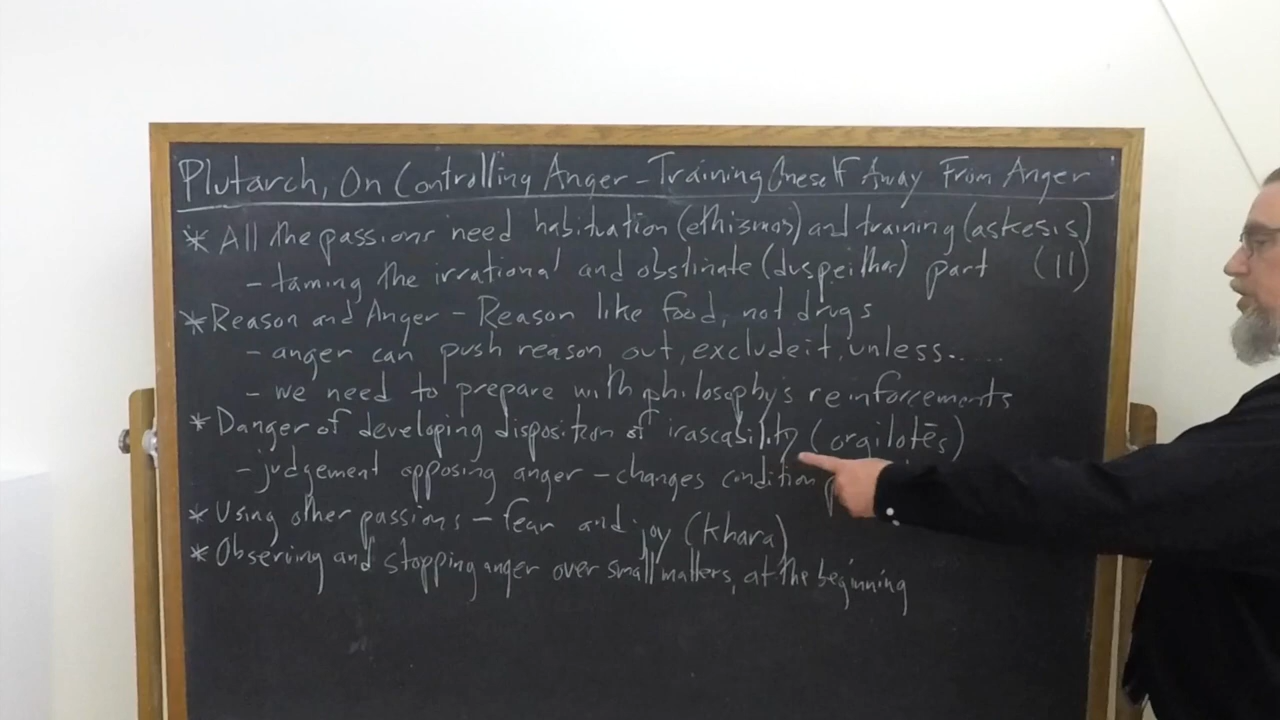 Plutarch, On Controlling Anger - Training Oneself Away From Anger
* All the passions need habituation (ethismos) and training (askesis)
- taming the irrational and obstinate (duspeithes) part (11)
* Reason and Anger - Reason like food, not drugs
- anger can push reason out, exclude it, unless......
- we need to prepare with philosophy's reinforcements
* Danger of developing disposition of irascability (orgilotēs)
- judgement opposing anger - changes condition
* Using other passions - fear and joy (khara)
* Observing and stopping anger over small matters, at the beginning